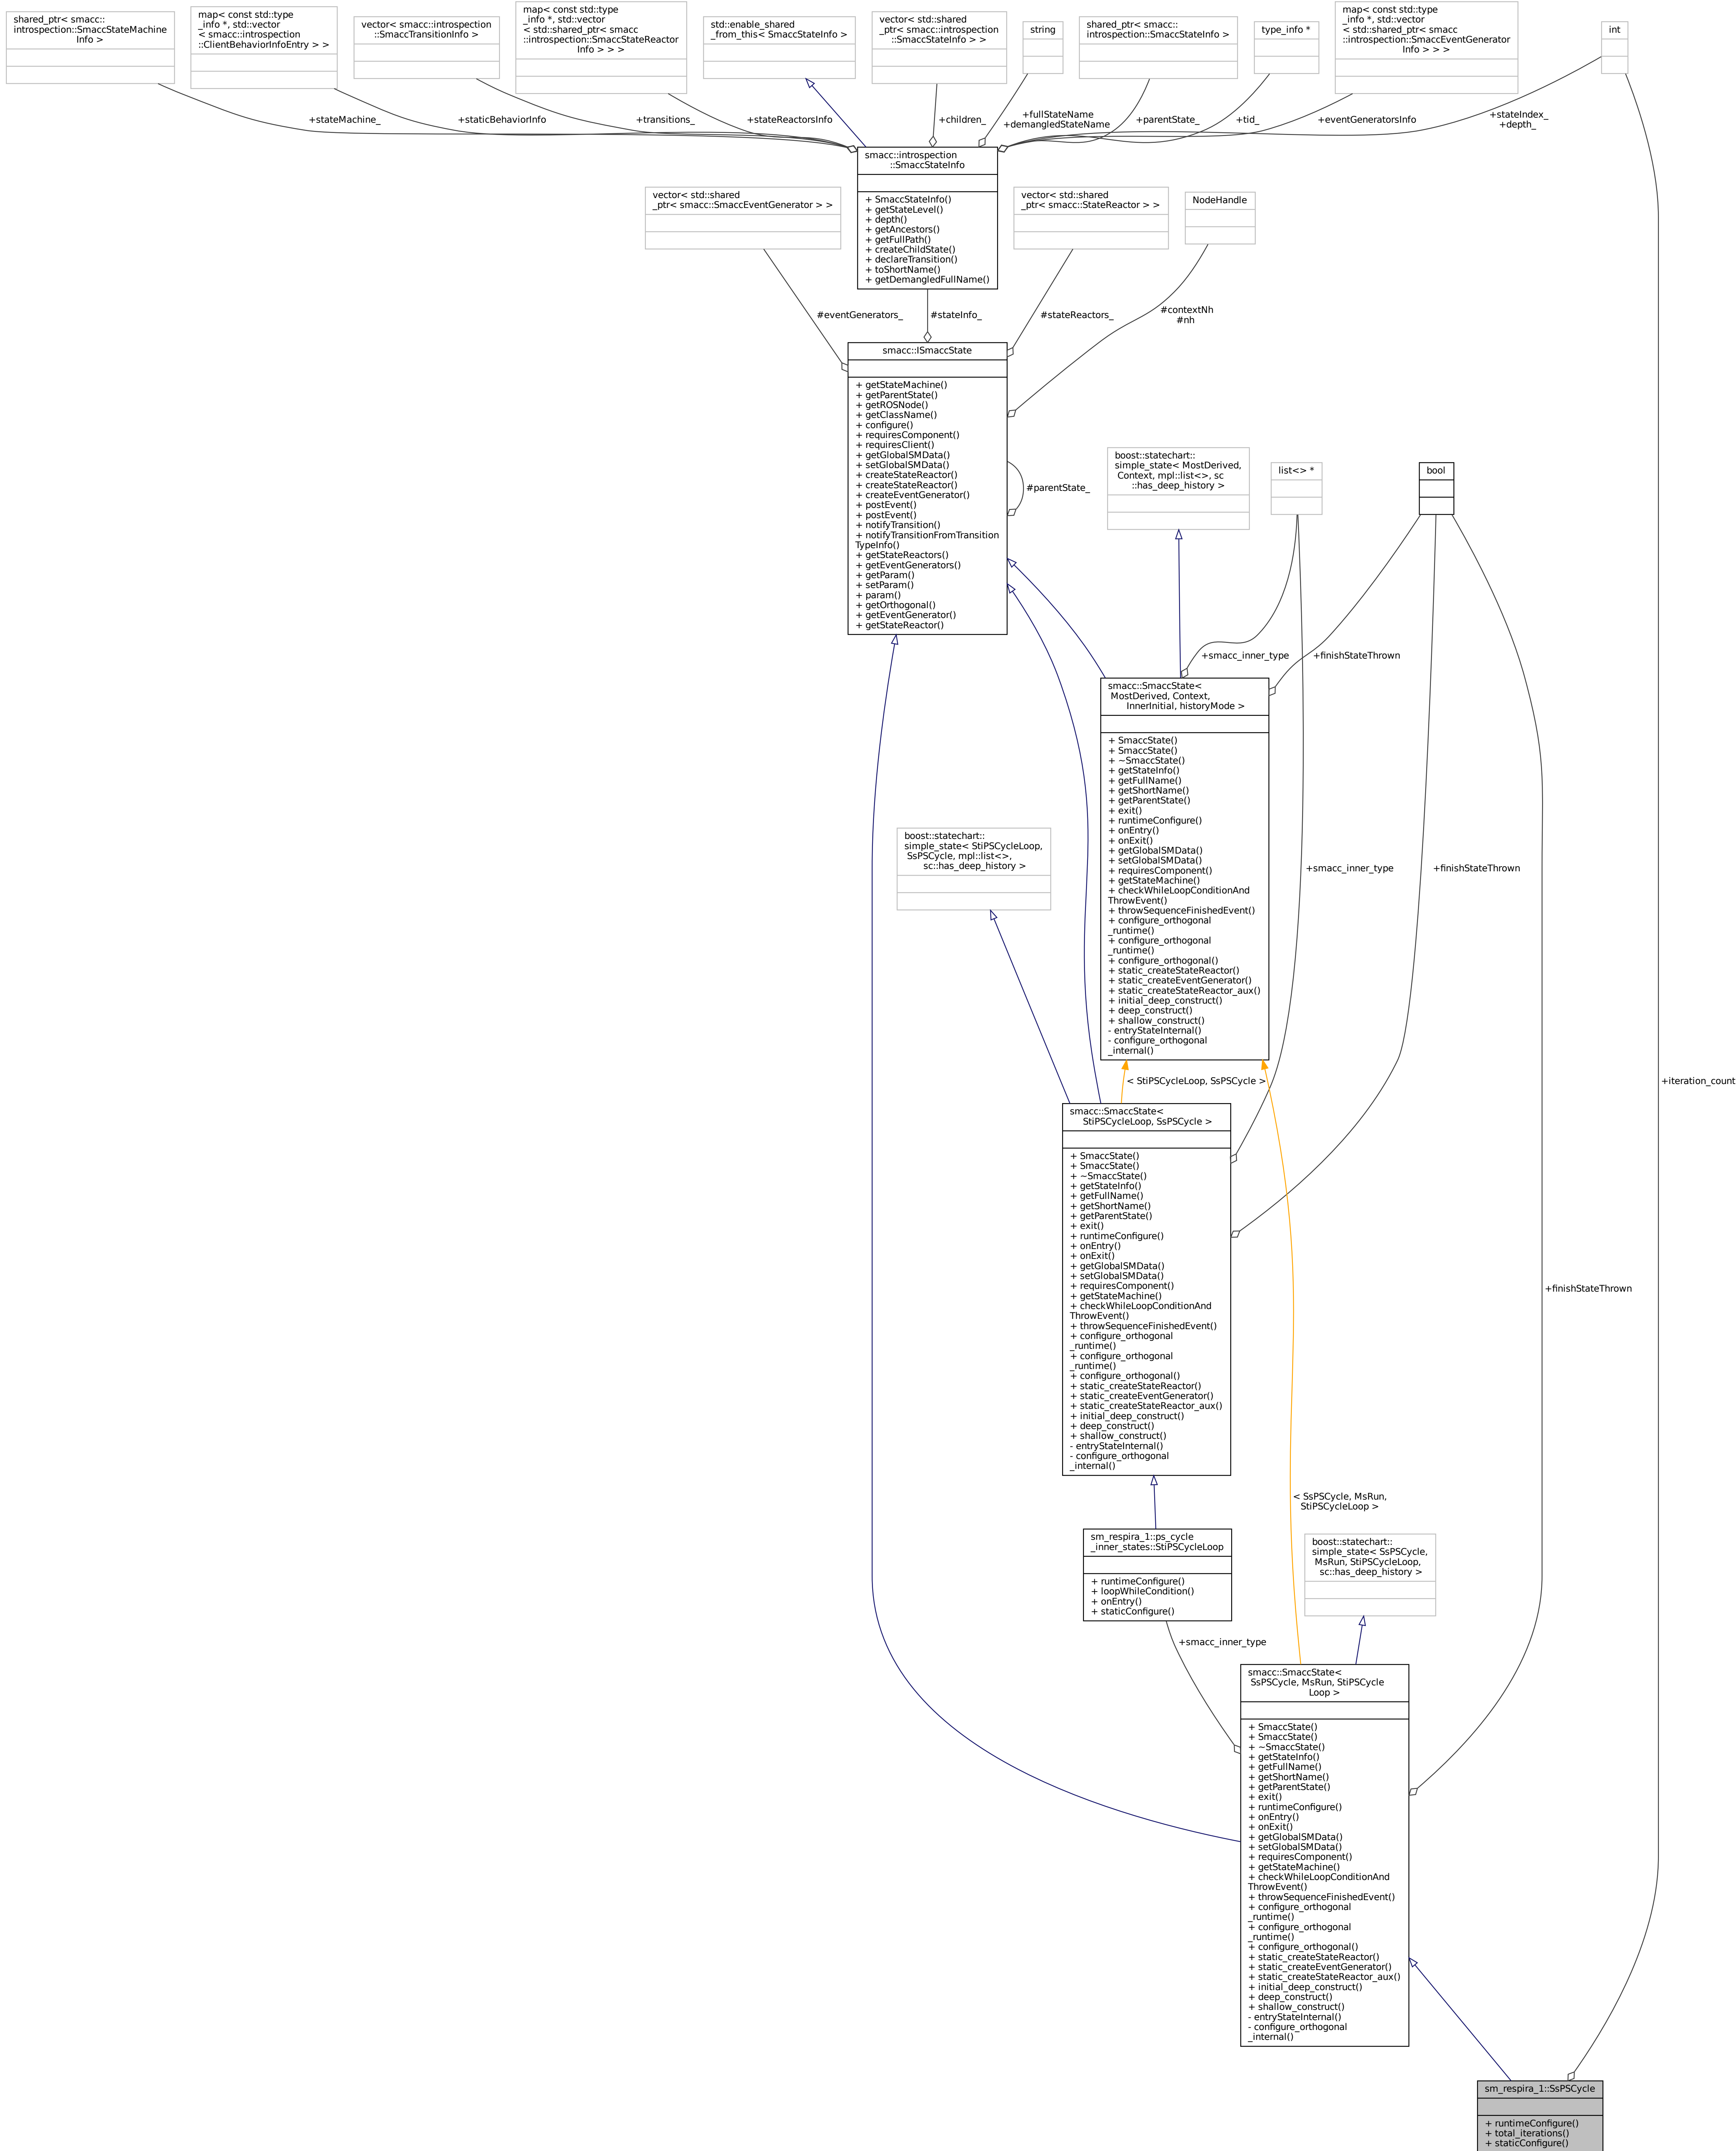 shared_ptr< smacc::
introspection::SmaccStateMachine
Info >
map< const std::type
_info *, std::vector
< smacc::introspection
::ClientBehaviorInfoEntry > >
vector< smacc::introspection
::SmaccTransitionInfo >
map< const std::type
_info *, std::vector
< std::shared_ptr< smacc
::introspection::SmaccStateReactor
Info > > >
std::enable_shared
_from_this< SmaccStateInfo >
vector< std::shared
_ptr< smacc::introspection
::SmaccStateInfo > >
string
shared_ptr< smacc::
introspection::SmaccStateInfo >
type_info *
map< const std::type
_info *, std::vector
< std::shared_ptr< smacc
::introspection::SmaccEventGenerator
Info > > >
int
+stateMachine_
+staticBehaviorInfo
+transitions_
+stateReactorsInfo
+children_
+fullStateName
+demangledStateName
+parentState_
+tid_
+eventGeneratorsInfo
+stateIndex_
+depth_
smacc::introspection
::SmaccStateInfo
+ SmaccStateInfo()
+ getStateLevel()
+ depth()
+ getAncestors()
+ getFullPath()
+ createChildState()
+ declareTransition()
+ toShortName()
+ getDemangledFullName()
vector< std::shared
_ptr< smacc::SmaccEventGenerator > >
vector< std::shared
_ptr< smacc::StateReactor > >
NodeHandle
#eventGenerators_
#stateInfo_
#stateReactors_
#contextNh
#nh
smacc::ISmaccState
+ getStateMachine()
+ getParentState()
+ getROSNode()
+ getClassName()
+ configure()
+ requiresComponent()
+ requiresClient()
+ getGlobalSMData()
+ setGlobalSMData()
+ createStateReactor()
+ createStateReactor()
+ createEventGenerator()
+ postEvent()
+ postEvent()
+ notifyTransition()
+ notifyTransitionFromTransition
TypeInfo()
+ getStateReactors()
+ getEventGenerators()
+ getParam()
+ setParam()
+ param()
+ getOrthogonal()
+ getEventGenerator()
+ getStateReactor()
#parentState_
boost::statechart::
simple_state< MostDerived,
Context, mpl::list<>, sc
::has_deep_history >
list<> *
bool
+smacc_inner_type
+finishStateThrown
smacc::SmaccState<
MostDerived, Context,
InnerInitial, historyMode >
+ SmaccState()
+ SmaccState()
+ ~SmaccState()
+ getStateInfo()
+ getFullName()
+ getShortName()
+ getParentState()
+ exit()
+ runtimeConfigure()
+ onEntry()
+ onExit()
+ getGlobalSMData()
+ setGlobalSMData()
+ requiresComponent()
+ getStateMachine()
+ checkWhileLoopConditionAnd
ThrowEvent()
+ throwSequenceFinishedEvent()
+ configure_orthogonal
_runtime()
+ configure_orthogonal
_runtime()
+ configure_orthogonal()
+ static_createStateReactor()
+ static_createEventGenerator()
+ static_createStateReactor_aux()
+ initial_deep_construct()
+ deep_construct()
+ shallow_construct()
- entryStateInternal()
- configure_orthogonal
_internal()
boost::statechart::
simple_state< StiPSCycleLoop,
SsPSCycle, mpl::list<>,
sc::has_deep_history >
+smacc_inner_type
+finishStateThrown
< StiPSCycleLoop, SsPSCycle >
+iteration_count
smacc::SmaccState<
StiPSCycleLoop, SsPSCycle >
+ SmaccState()
+ SmaccState()
+ ~SmaccState()
+ getStateInfo()
+ getFullName()
+ getShortName()
+ getParentState()
+ exit()
+ runtimeConfigure()
+ onEntry()
+ onExit()
+ getGlobalSMData()
+ setGlobalSMData()
+ requiresComponent()
+ getStateMachine()
+ checkWhileLoopConditionAnd
ThrowEvent()
+ throwSequenceFinishedEvent()
+ configure_orthogonal
_runtime()
+ configure_orthogonal
_runtime()
+ configure_orthogonal()
+ static_createStateReactor()
+ static_createEventGenerator()
+ static_createStateReactor_aux()
+ initial_deep_construct()
+ deep_construct()
+ shallow_construct()
- entryStateInternal()
- configure_orthogonal
_internal()
+finishStateThrown
< SsPSCycle, MsRun,
StiPSCycleLoop >
sm_respira_1::ps_cycle
_inner_states::StiPSCycleLoop
+ runtimeConfigure()
+ loopWhileCondition()
+ onEntry()
+ staticConfigure()
boost::statechart::
simple_state< SsPSCycle,
MsRun, StiPSCycleLoop,
sc::has_deep_history >
+smacc_inner_type
smacc::SmaccState<
SsPSCycle, MsRun, StiPSCycle
Loop >
+ SmaccState()
+ SmaccState()
+ ~SmaccState()
+ getStateInfo()
+ getFullName()
+ getShortName()
+ getParentState()
+ exit()
+ runtimeConfigure()
+ onEntry()
+ onExit()
+ getGlobalSMData()
+ setGlobalSMData()
+ requiresComponent()
+ getStateMachine()
+ checkWhileLoopConditionAnd
ThrowEvent()
+ throwSequenceFinishedEvent()
+ configure_orthogonal
_runtime()
+ configure_orthogonal
_runtime()
+ configure_orthogonal()
+ static_createStateReactor()
+ static_createEventGenerator()
+ static_createStateReactor_aux()
+ initial_deep_construct()
+ deep_construct()
+ shallow_construct()
- entryStateInternal()
- configure_orthogonal
_internal()
sm_respira_1::SsPSCycle
+ runtimeConfigure()
+ total_iterations()
+ staticConfigure()